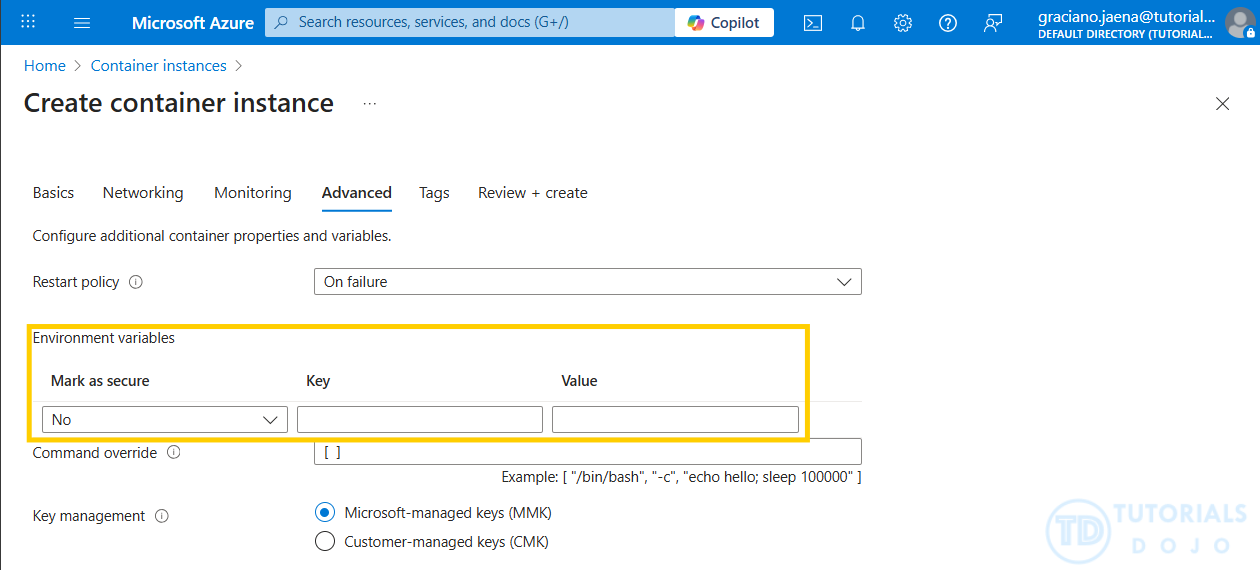 Microsoft Azure
Search resources, services, and docs (G+/)
Copilot
graciano.jaena@tutorial...
DEFAULT DIRECTORY (TUTORIAL...
Home > Container instances >
Create container instance ...
Basics Networking Monitoring Advanced Tags Review + create
Configure additional container properties and variables.
Restart policy
On failure
Environment variables
Mark as secure Key Value
No
Command override
[ ]
Example: [ "/bin/bash", "-c", "echo hello; sleep 100000" ]
Key management
Microsoft-managed keys (MMK)
Customer-managed keys (CMK)
TD
TUTORIALS
DOJO